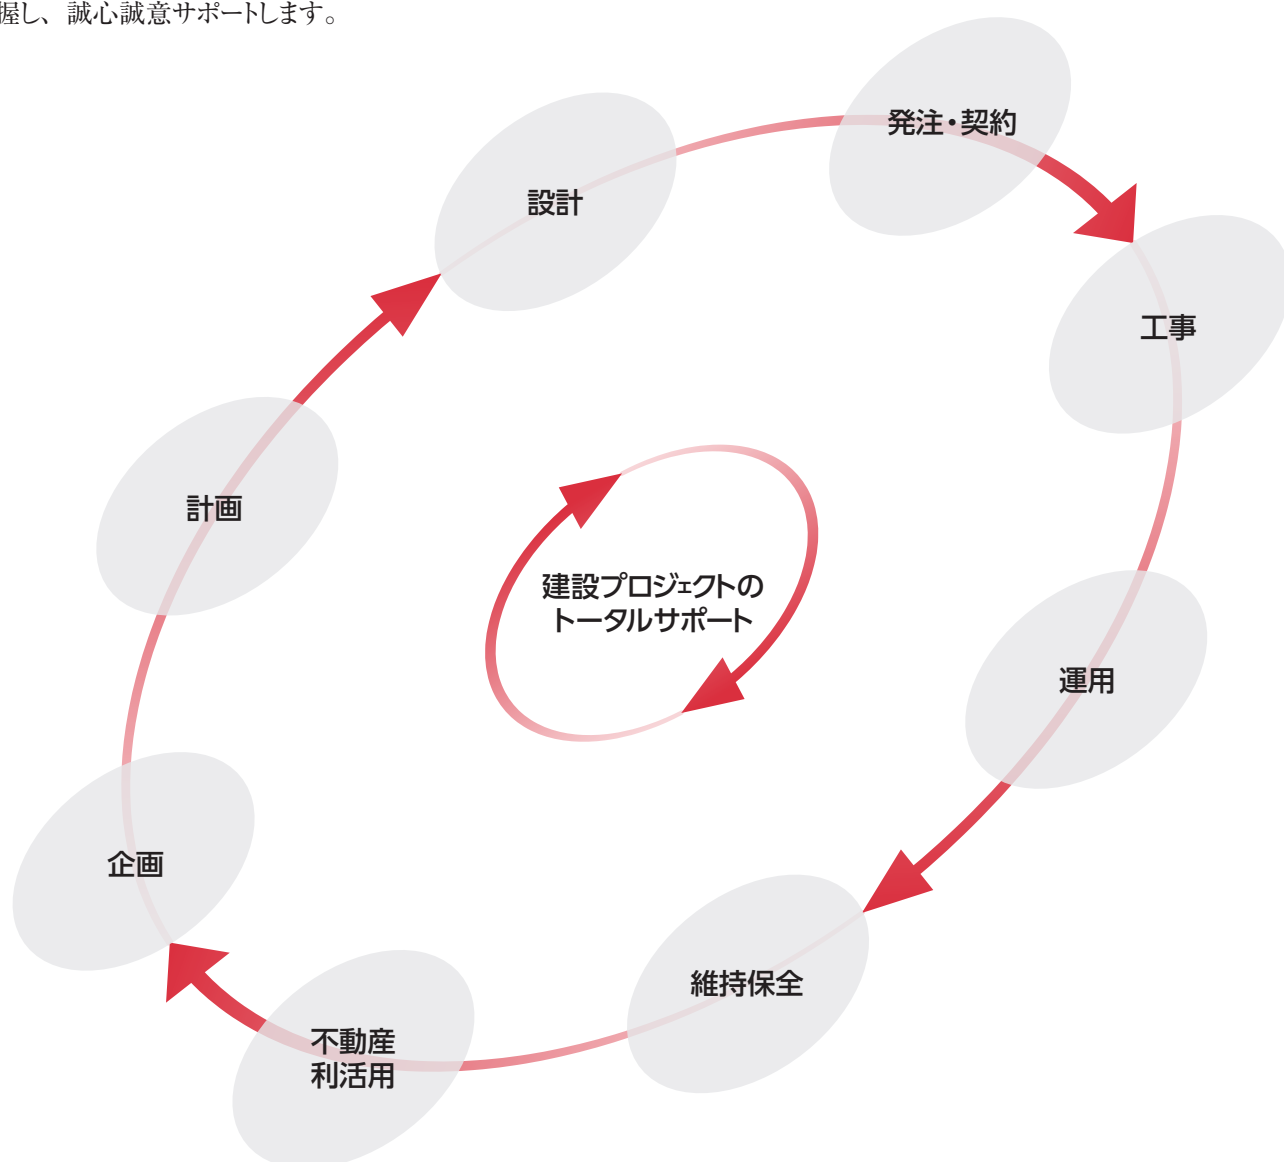 握し、誠心誠意サポートします。
発注・契約
設計
工事
計画
建設プロジェクトの
トータルサポート
運用
企画
維持保全
不動産
利活用